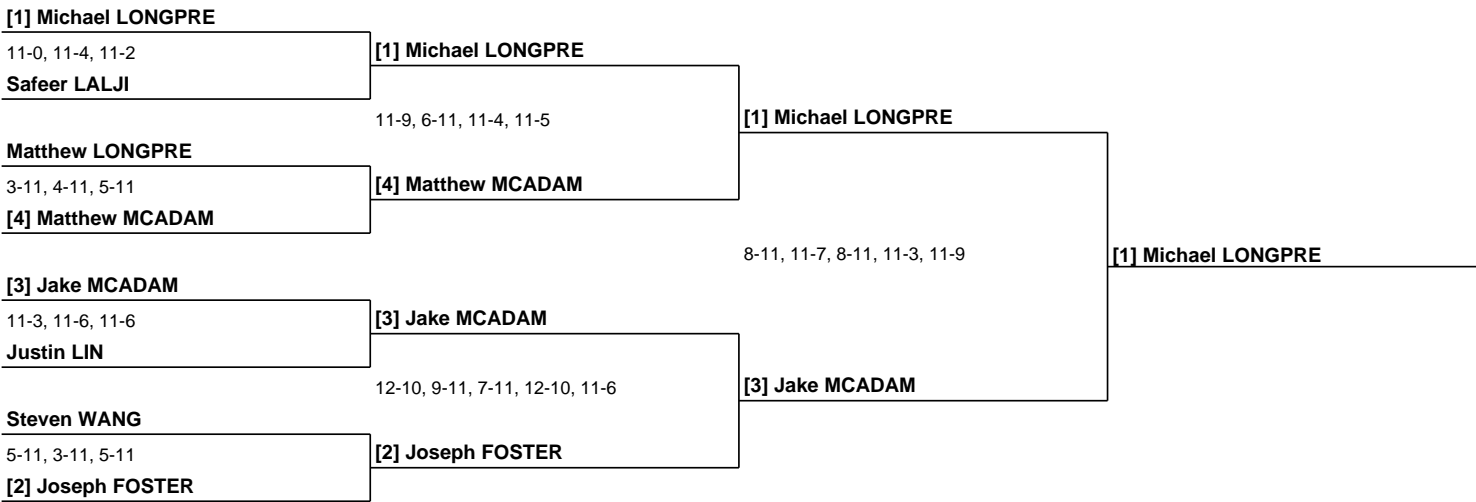 [1] Michael LONGPRE
11-0, 11-4, 11-2
Safeer LALJI
Matthew LONGPRE
3-11, 4-11, 5-11
[4] Matthew MCADAM
[3] Jake MCADAM
11-3, 11-6, 11-6
Justin LIN
Steven WANG
5-11, 3-11, 5-11
[2] Joseph FOSTER
[1] Michael LONGPRE
11-9, 6-11, 11-4, 11-5
[4] Matthew MCADAM
[3] Jake MCADAM
12-10, 9-11, 7-11, 12-10, 11-6
[2] Joseph FOSTER
[1] Michael LONGPRE
8-11, 11-7, 8-11, 11-3, 11-9
[3] Jake MCADAM
[1] Michael LONGPRE